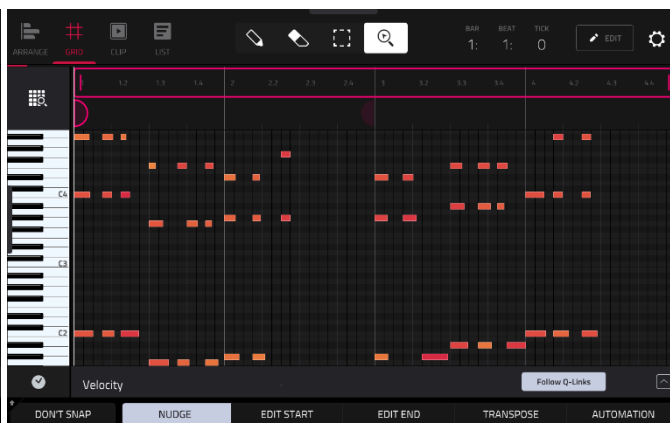 ARRANGE GRID CLIP LIST BAR BEAT TICK
1: 1: 0 EDIT
1.2 1.3 1.4 2 2.2 2.3 2.4 3 3.2 3.3 3.4 4 4.2 4.3 4.4
C4
C3
C2
Velocity Follow Q-Links
DON'T SNAP NUDGE EDIT START EDIT END TRANSPOSE AUTOMATION